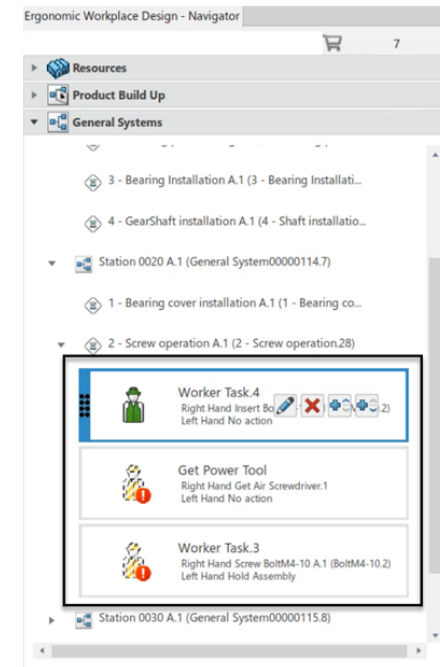 Ergonomic Workplace Design - Navigator
7
Resources
Product Build Up
General Systems
3 - Bearing Installation A.1 (3 - Bearing Installati...
4 - GearShaft installation A.1 (4 - Shaft installatio...
Station 0020 A.1 (General System00000114.7)
1 - Bearing cover installation A.1 (1 - Bearing co...
2 - Screw operation A.1 (2 - Screw operation.28)
Worker Task.4
Right Hand Insert Bo .2)
Left Hand No action
Get Power Tool
Right Hand Get Air Screwdriver.1
Left Hand No action
Worker Task.3
Right Hand Screw BoltM4-10 A.1 (BoltM4-10.2)
Left Hand Hold Assembly
Station 0030 A.1 (General System00000115.8)